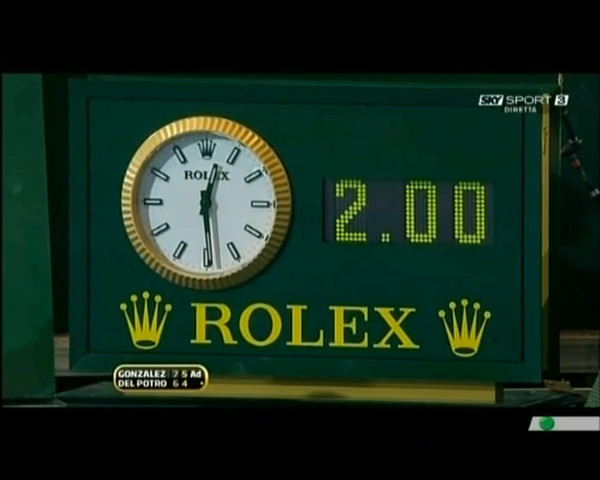 SKY SPORT 3
DIRETTA
ROLEX
2.00
ROLEX
GONZALEZ 7 5 Ad
DEL POTRO 6 4